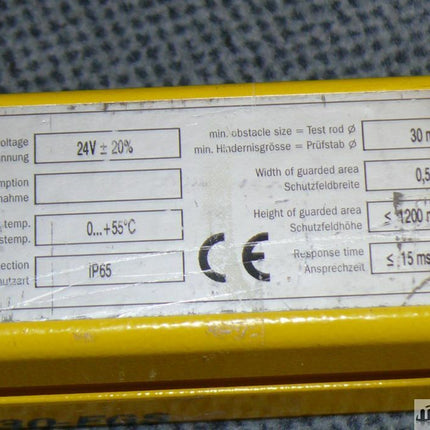 oltage
nnung
24V ± 20%
mption
nahme
temp.
stemp.
0...+55°C
ection
utzart
IP65
CE
min. obstacle size = Test rod Ø
min. Hindernisgrösse = Prüfstab Ø
30 m
Width of guarded area
Schutzfeldbreite
0,5
Height of guarded area
Schutzfeldhöhe
≤ 1200 m
Response time
Ansprechzeit
≤ 15 ms
30-EGS